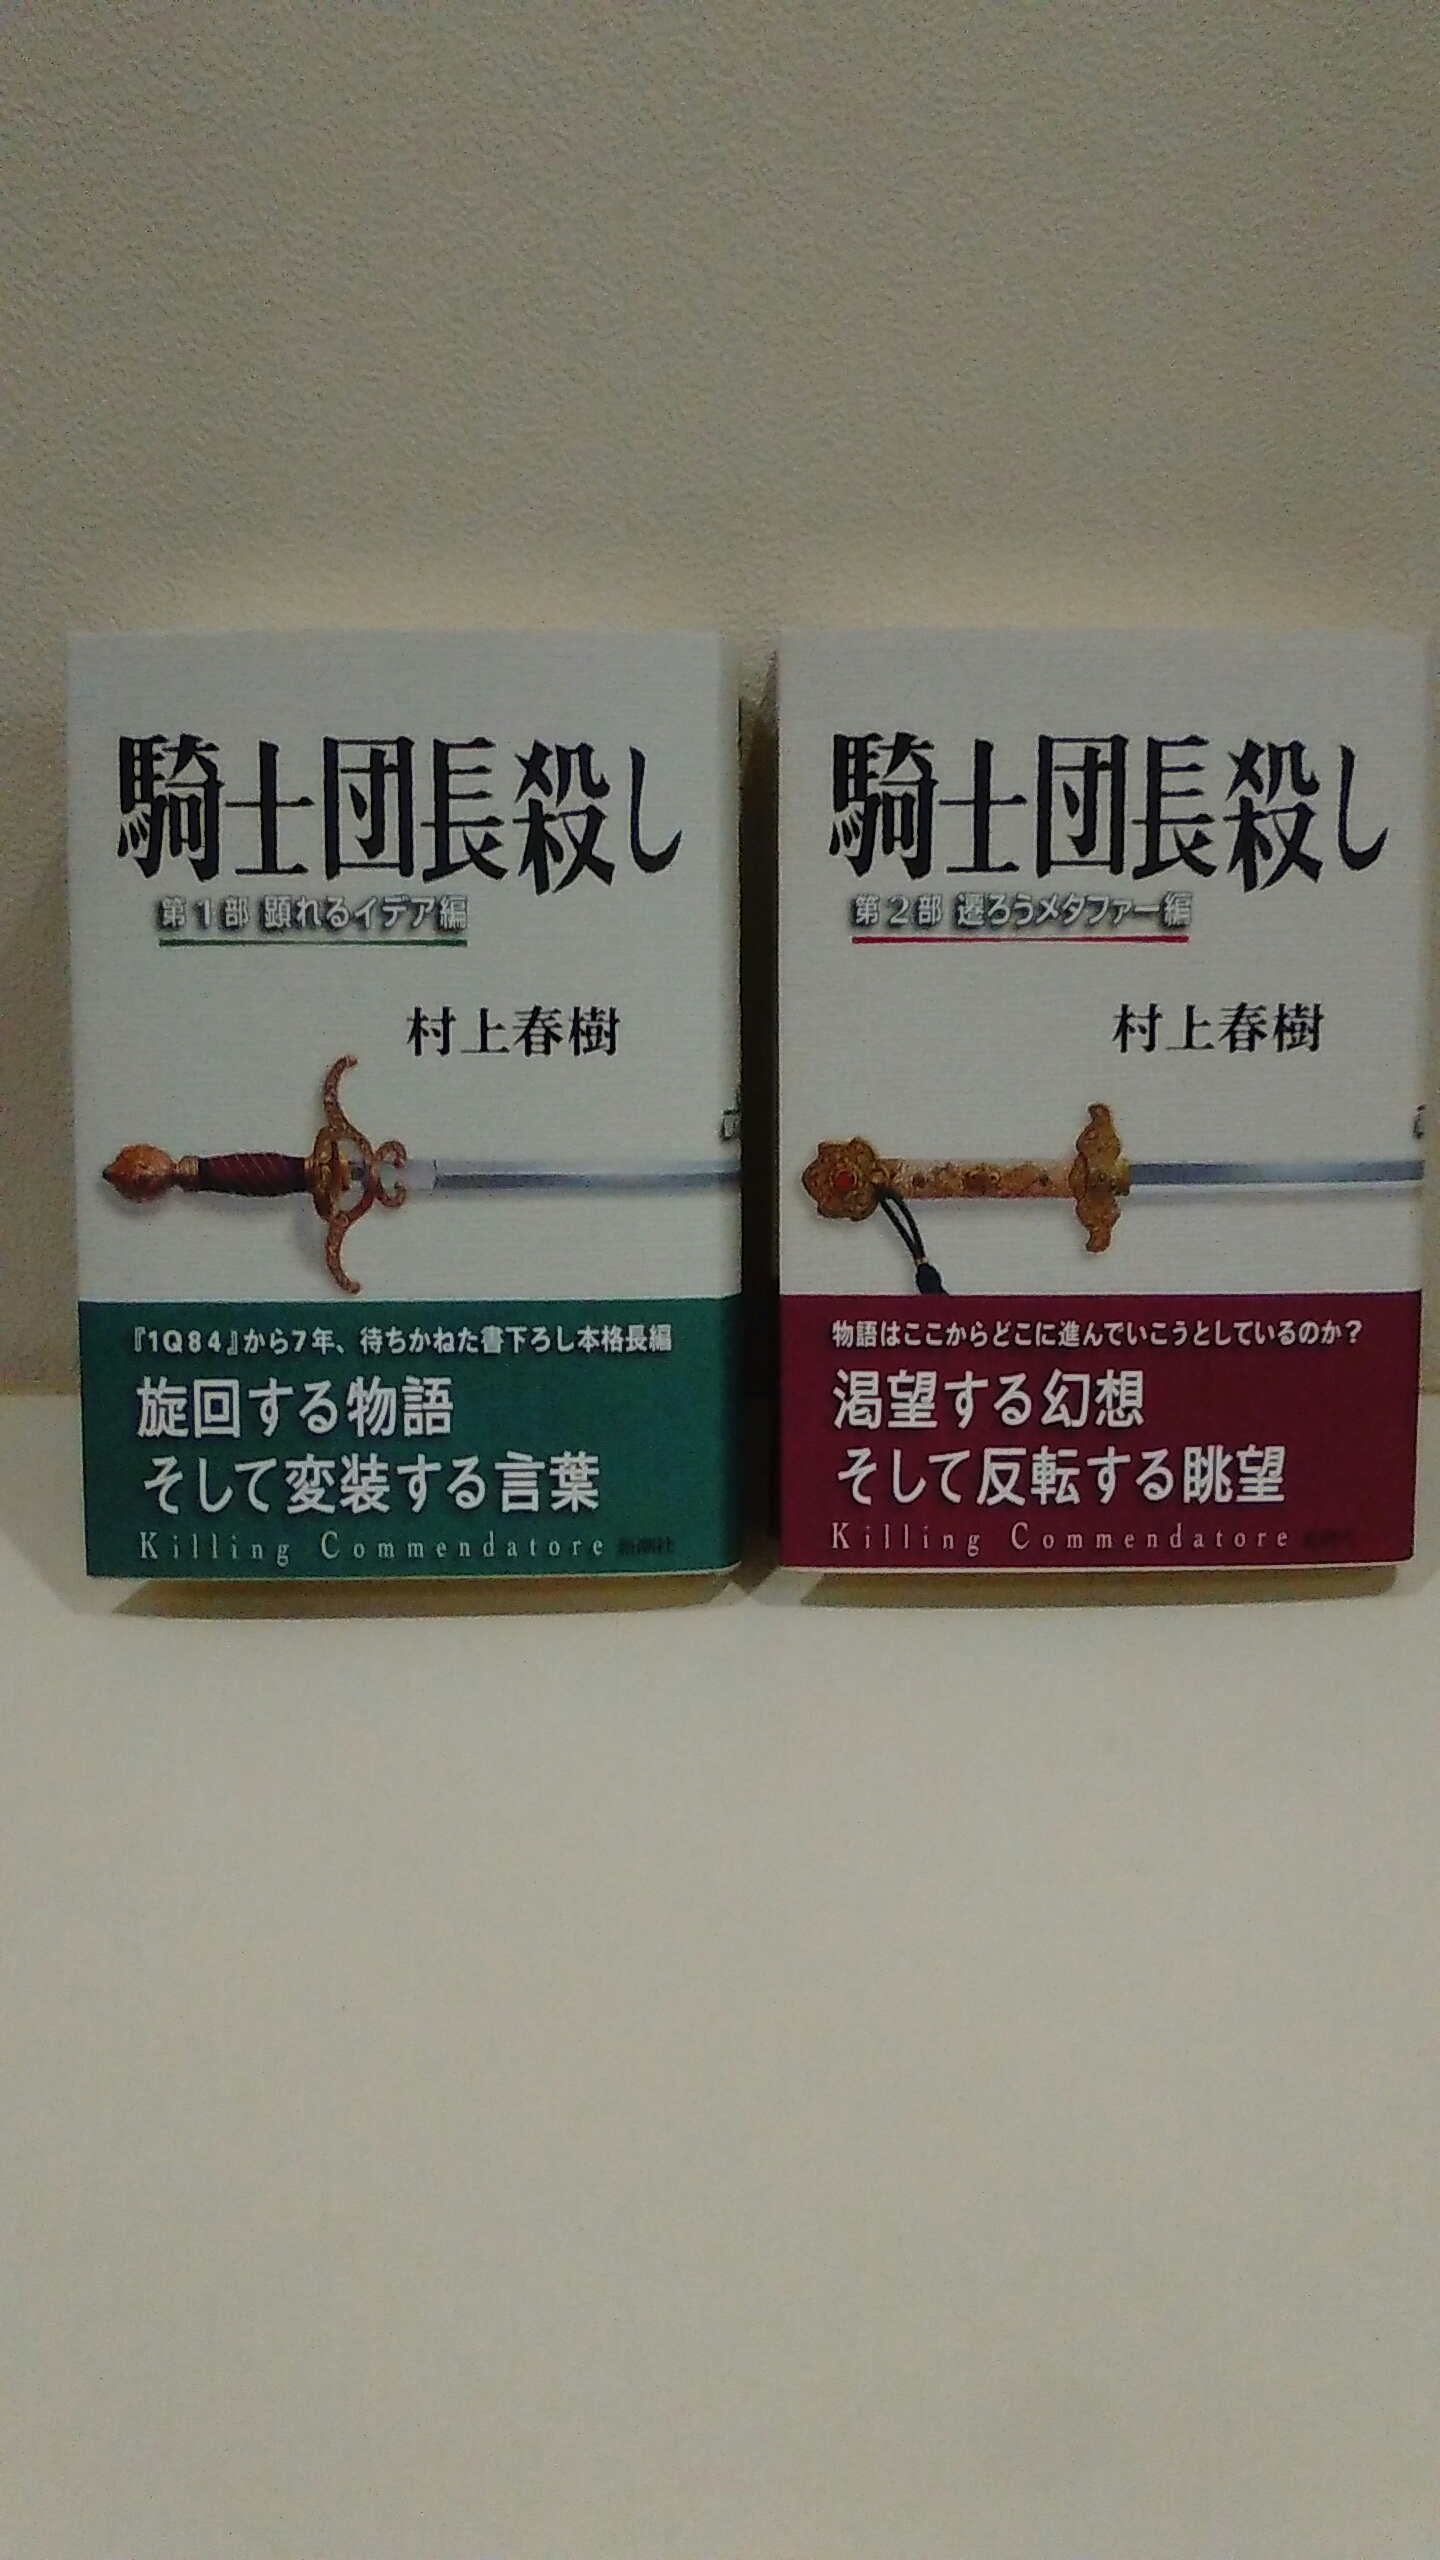 騎士団長殺し
第1部 顕れるイデア編
村上春樹
『1Q84』から7年、待ちかねた書下ろし本格長編
旋回する物語
そして変装する言葉
Killing Commendatore 新潮社
騎士団長殺し
第2部 遷ろうメタファー編
村上春樹
物語はここからどこに進んでいこうとしているのか？
渇望する幻想
そして反転する眺望
Killing Commendatore